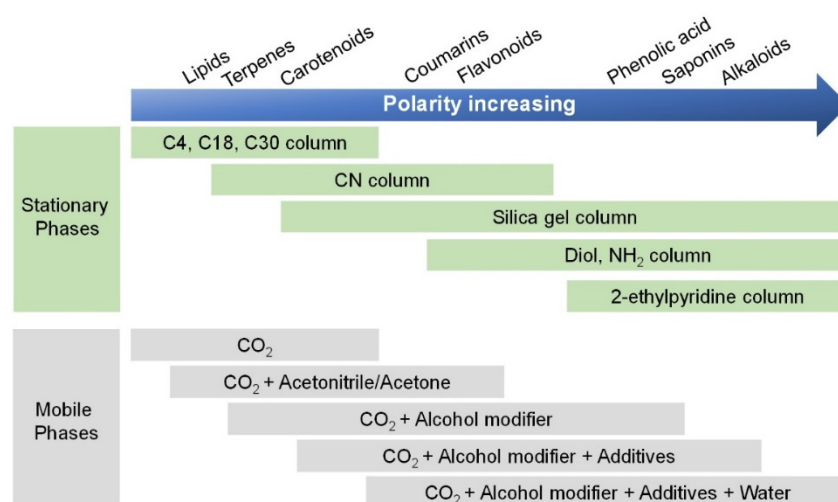 Lipids
Terpenes
Carotenoids
Coumarins
Flavonoids
Phenolic acid
Saponins
Alkaloids
Polarity increasing
Stationary
Phases
C4, C18, C30 column
CN column
Silica gel column
Diol, NH₂ column
2-ethylpyridine column
Mobile
Phases
CO₂
CO₂ + Acetonitrile/Acetone
CO₂ + Alcohol modifier
CO₂ + Alcohol modifier + Additives
CO₂ + Alcohol modifier + Additives + Water